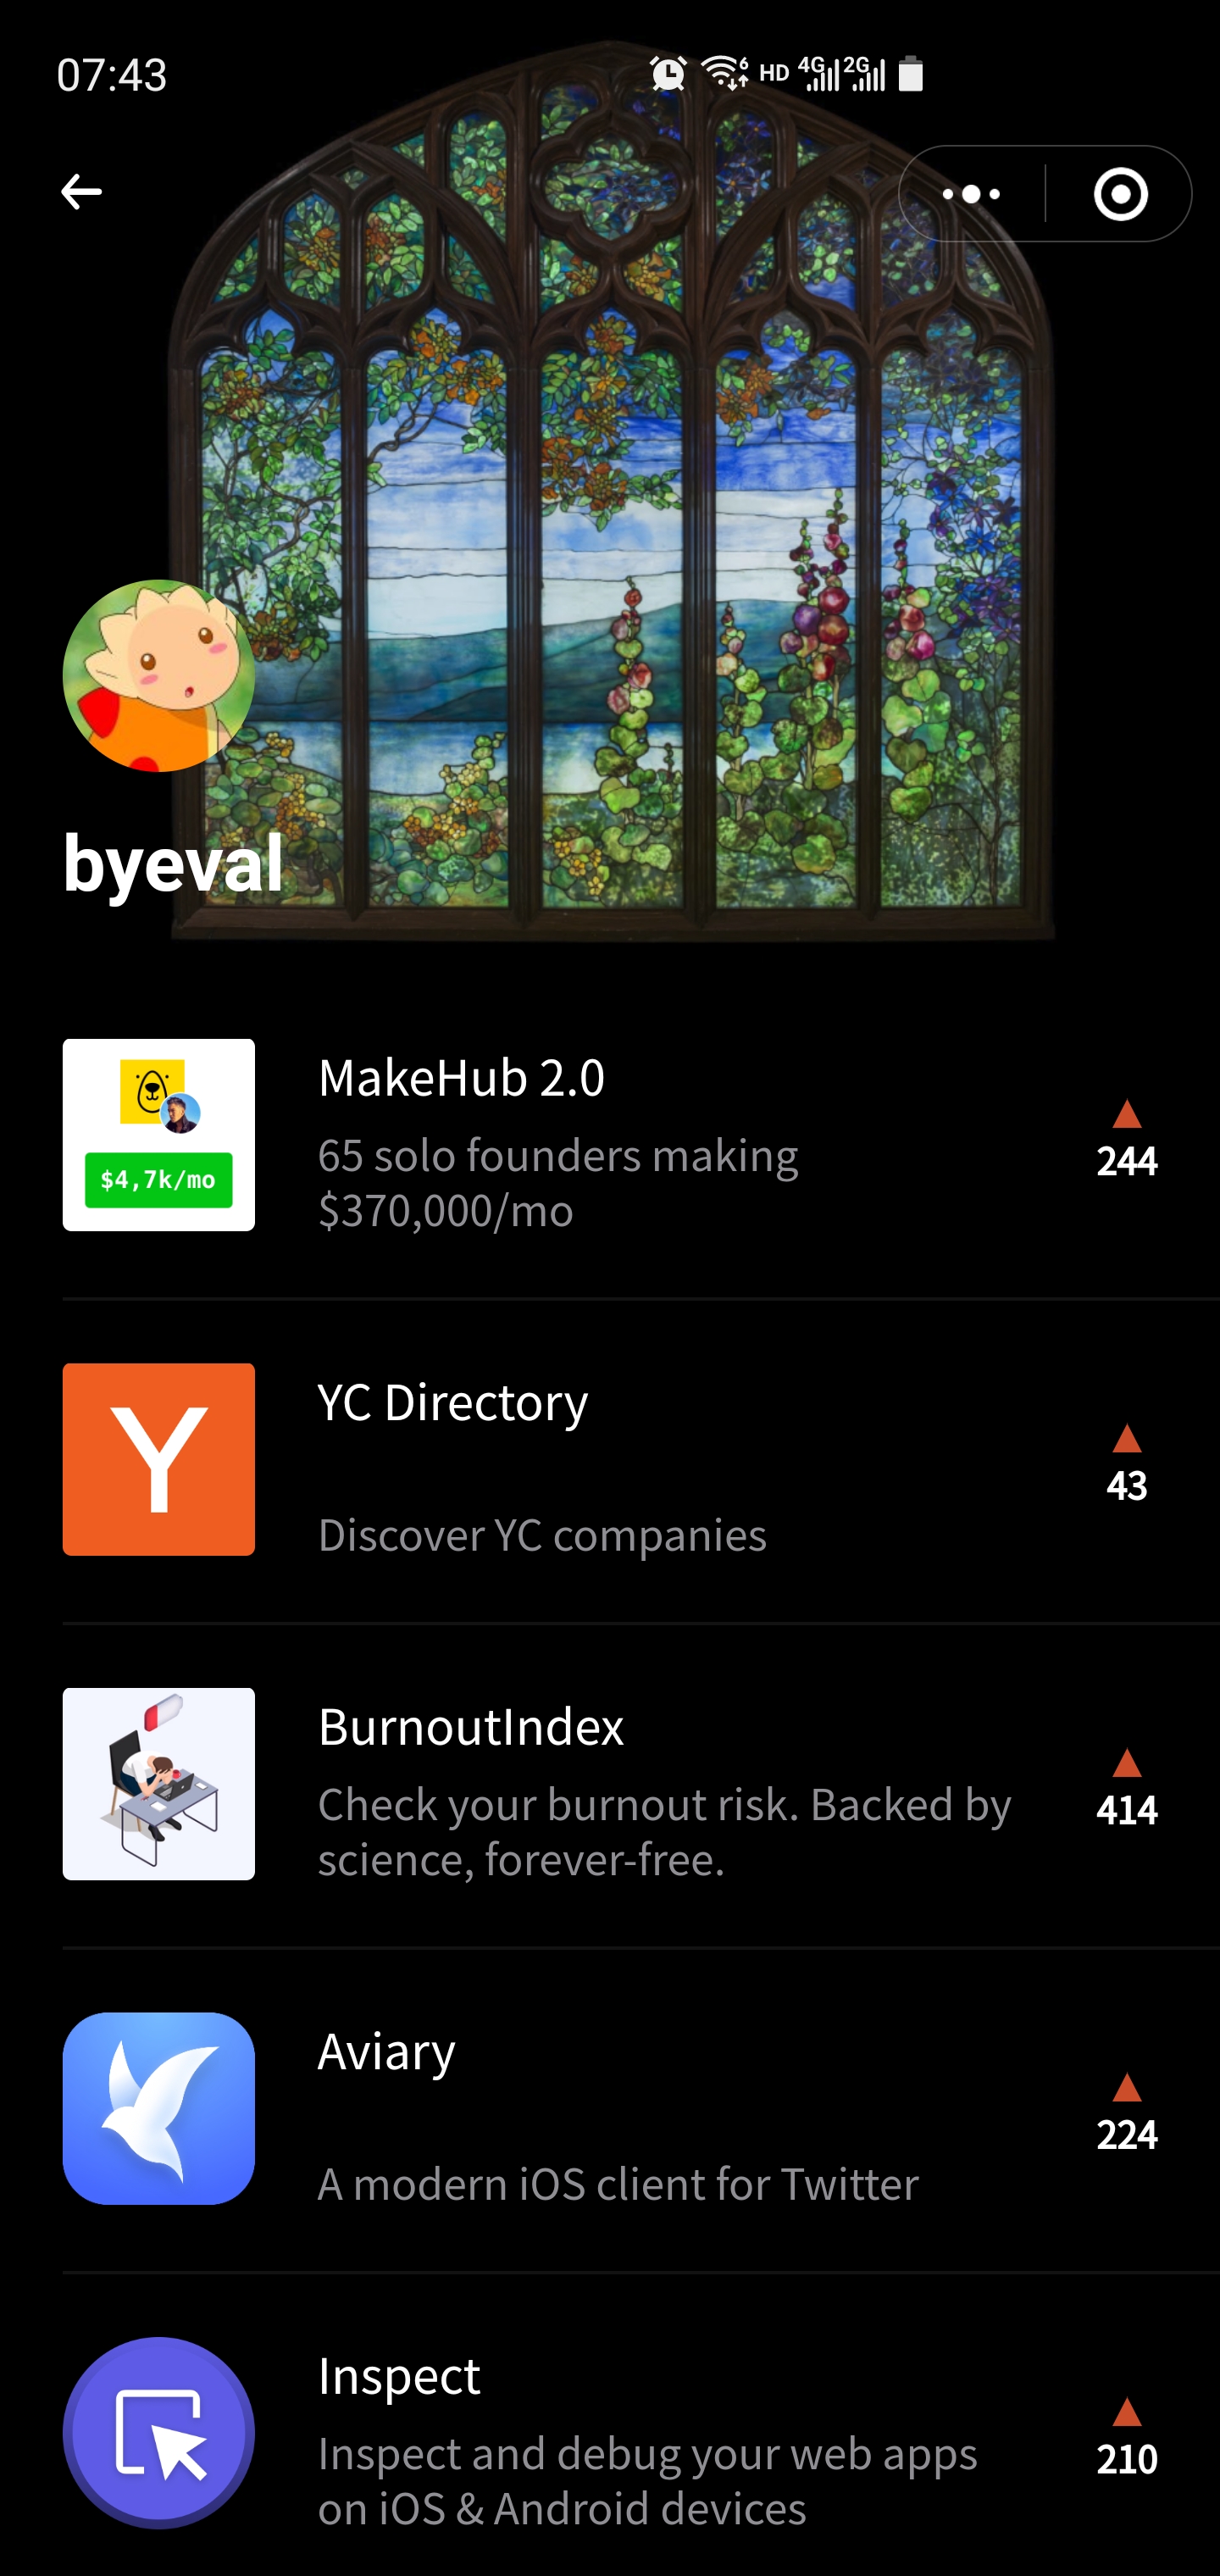 07:43
6 HD 4G 2G
byeval
$4,7k/mo
MakeHub 2.0
65 solo founders making
$370,000/mo
244
Y
YC Directory
Discover YC companies
43
BurnoutIndex
Check your burnout risk. Backed by
science, forever-free.
414
Aviary
A modern iOS client for Twitter
224
Inspect
Inspect and debug your web apps
on iOS & Android devices
210